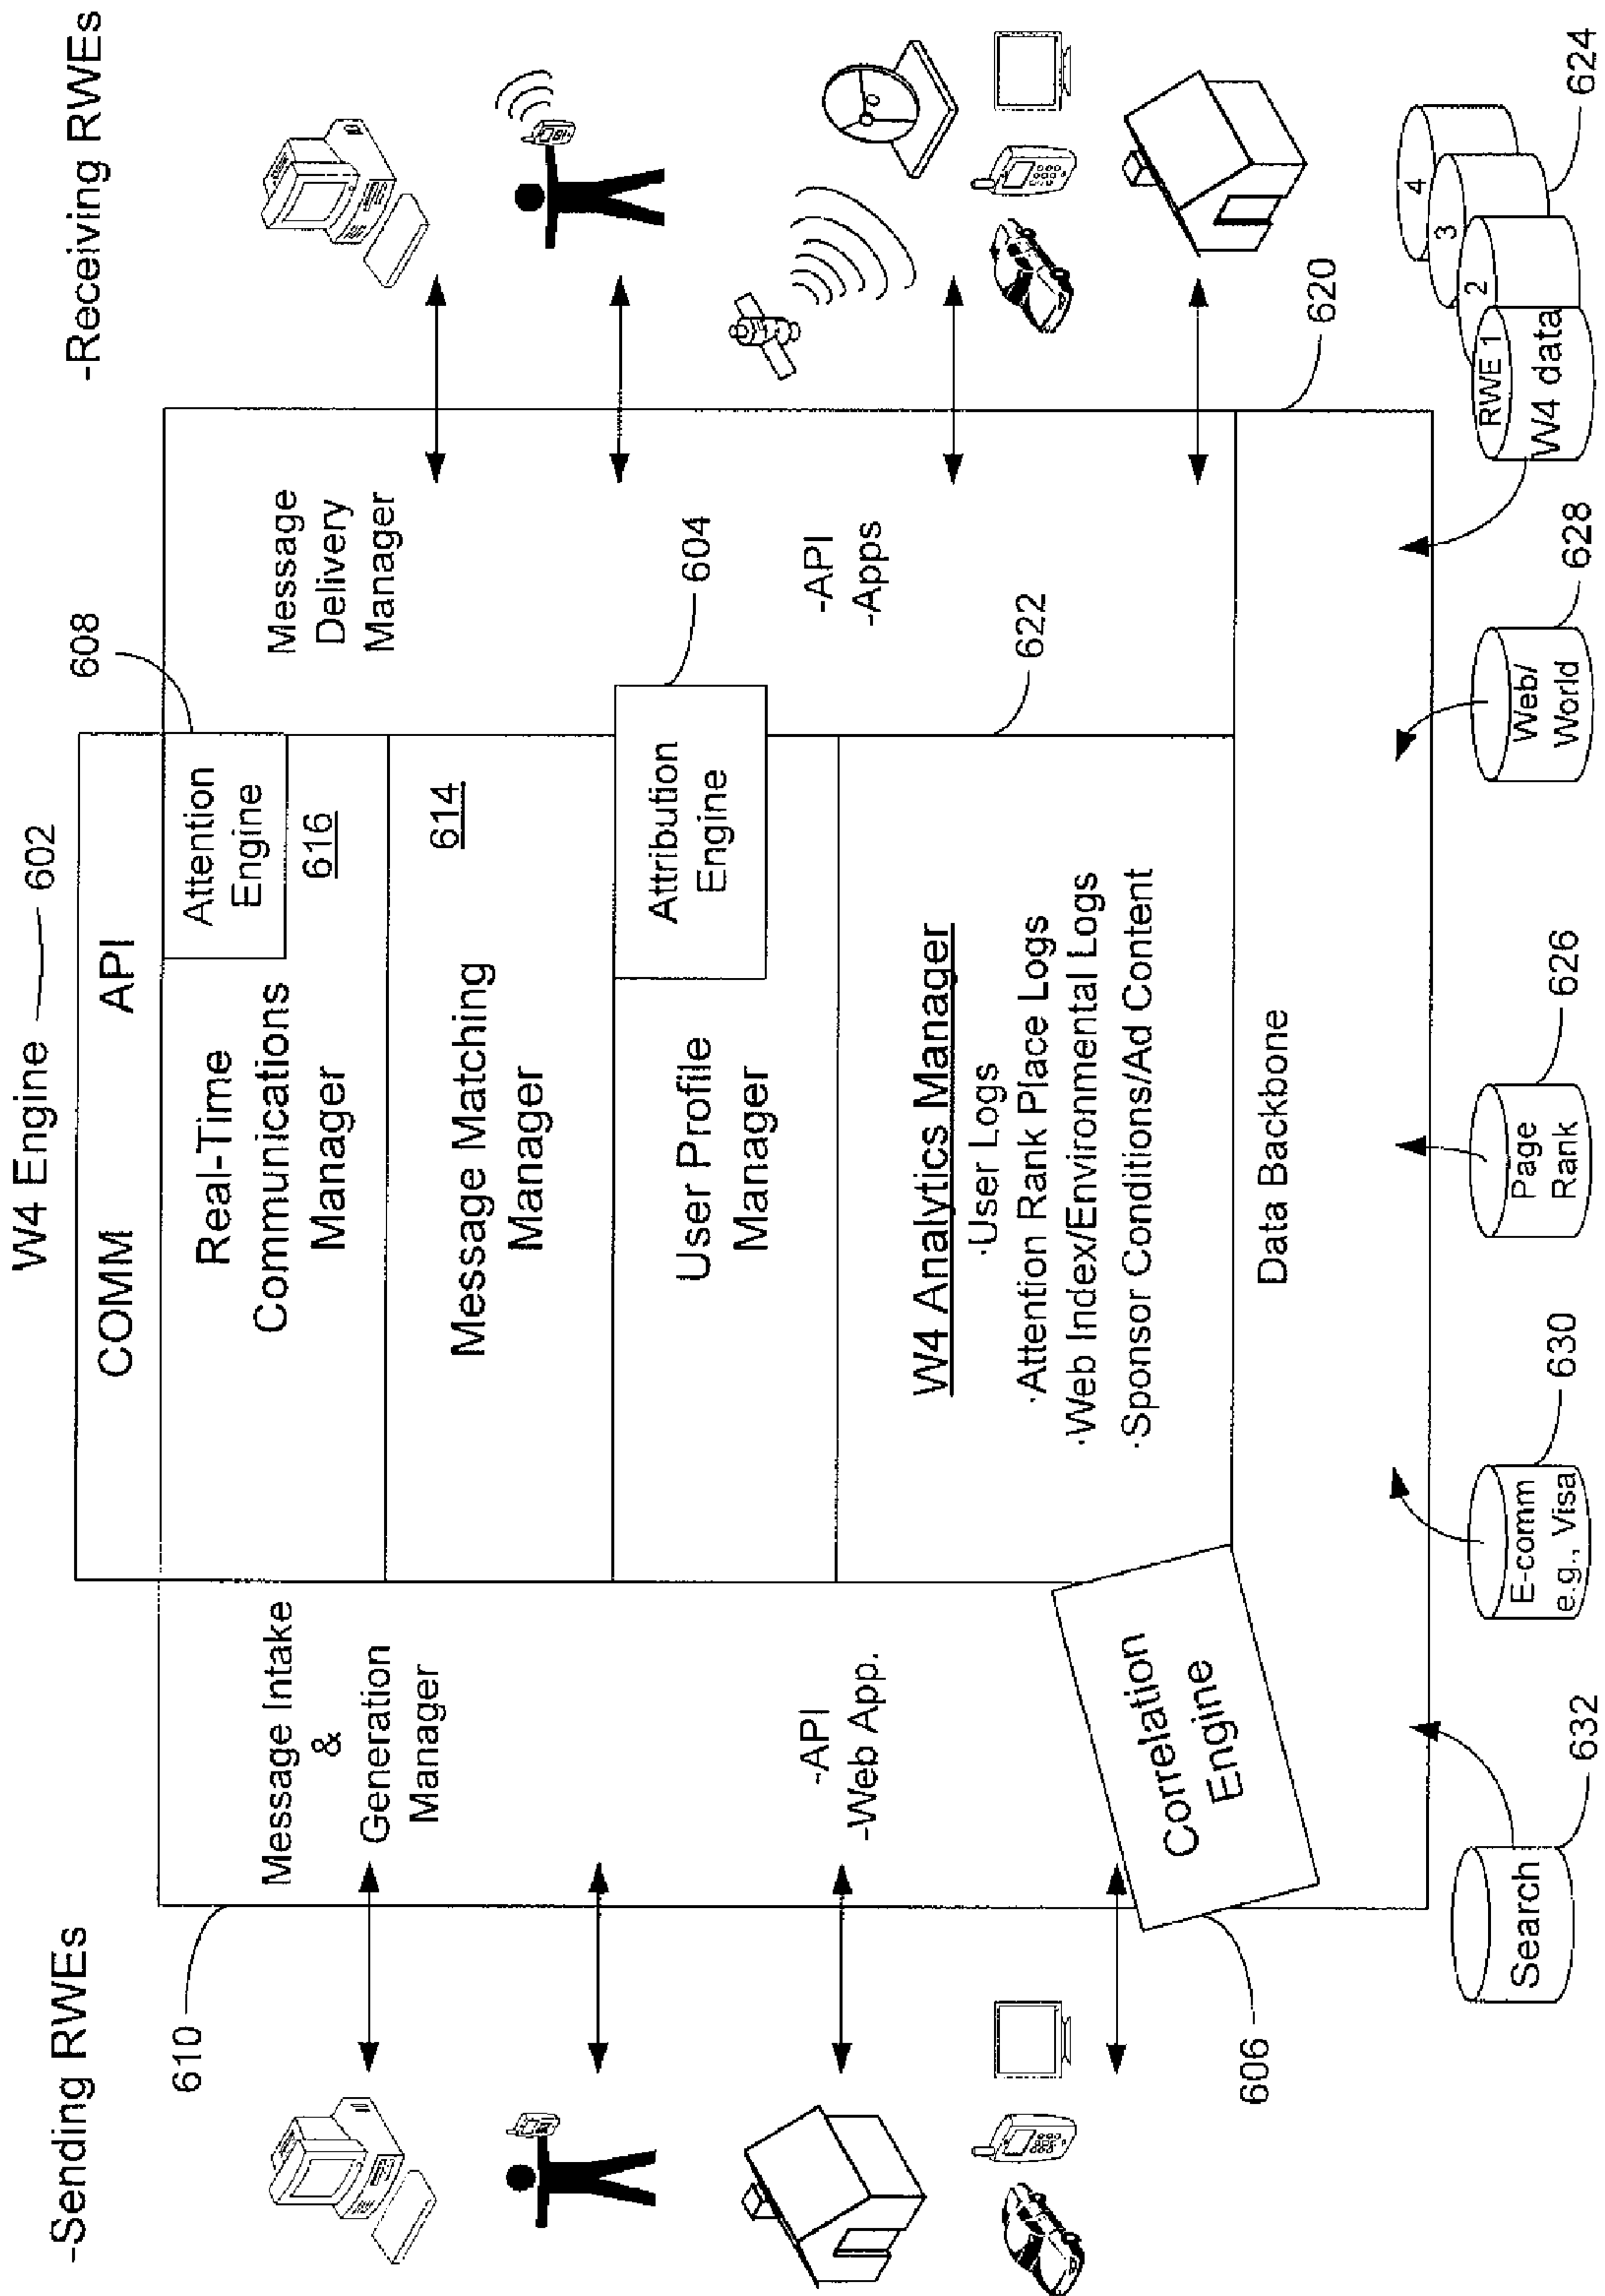 W4 Engine 602
-Sending RWEs
-Receiving RWEs
610
COMM API
608
Message Intake
&
Generation
Manager
-API
-Web App.
Real-Time
Communications
Manager
Attention
Engine
616
Message Matching
Manager
614
User Profile
Manager
Attribution
Engine
604
W4 Analytics Manager
·User Logs
·Attention Rank Place Logs
·Web Index/Environmental Logs
·Sponsor Conditions/Ad Content
622
Message
Delivery
Manager
-API
-Apps
Correlation
Engine
606
Data Backbone
620
Search
632
E-comm
e.g., Visa
630
Page
Rank
626
Web/
World
628
RWE 1
W4 data
2
3
4
624